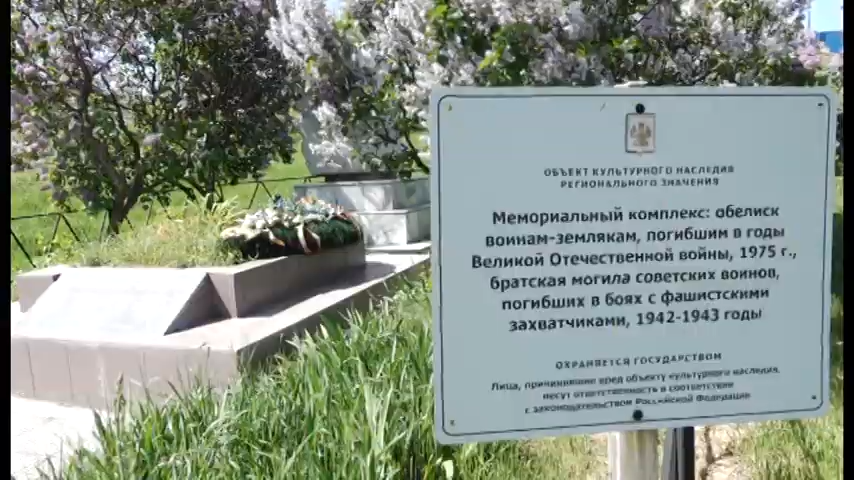 ОБЪЕКТ КУЛЬТУРНОГО НАСЛЕДИЯ
РЕГИОНАЛЬНОГО ЗНАЧЕНИЯ
Мемориальный комплекс: обелиск
воинам-землякам, погибшим в годы
Великой Отечественной войны, 1975 г.,
братская могила советских воинов,
погибших в боях с фашистскими
захватчиками, 1942-1943 годы
ОХРАНЯЕТСЯ ГОСУДАРСТВОМ
Лица, причинившие вред объекту культурного наследия,
несут ответственность в соответствии
с законодательством Российской Федерации